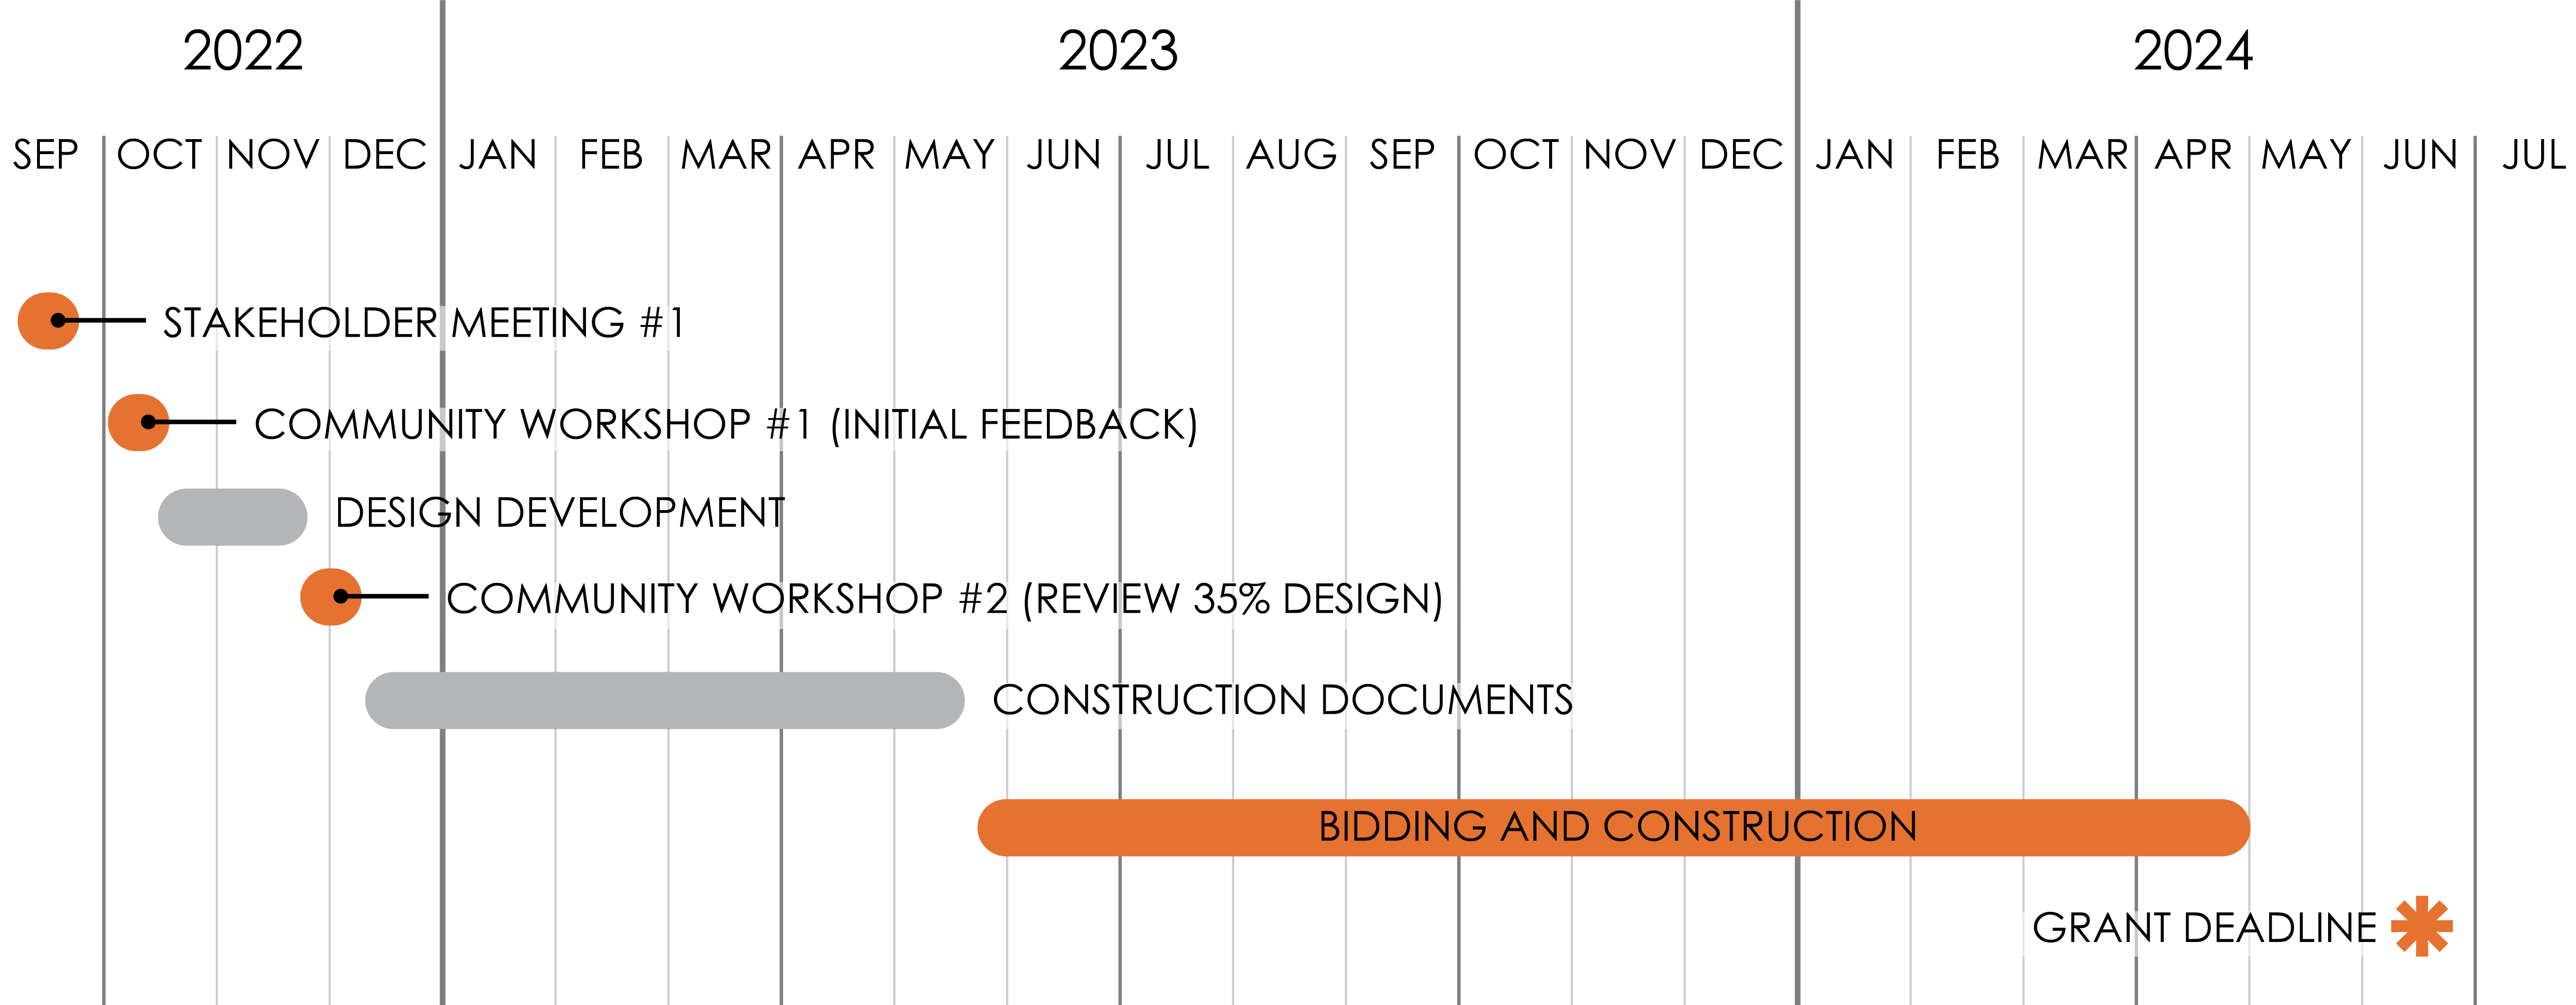 2022 2023 2024
SEP OCT NOV DEC JAN FEB MAR APR MAY JUN JUL AUG SEP OCT NOV DEC JAN FEB MAR APR MAY JUN JUL
STAKEHOLDER MEETING #1
COMMUNITY WORKSHOP #1 (INITIAL FEEDBACK)
DESIGN DEVELOPMENT
COMMUNITY WORKSHOP #2 (REVIEW 35% DESIGN)
CONSTRUCTION DOCUMENTS
BIDDING AND CONSTRUCTION
GRANT DEADLINE